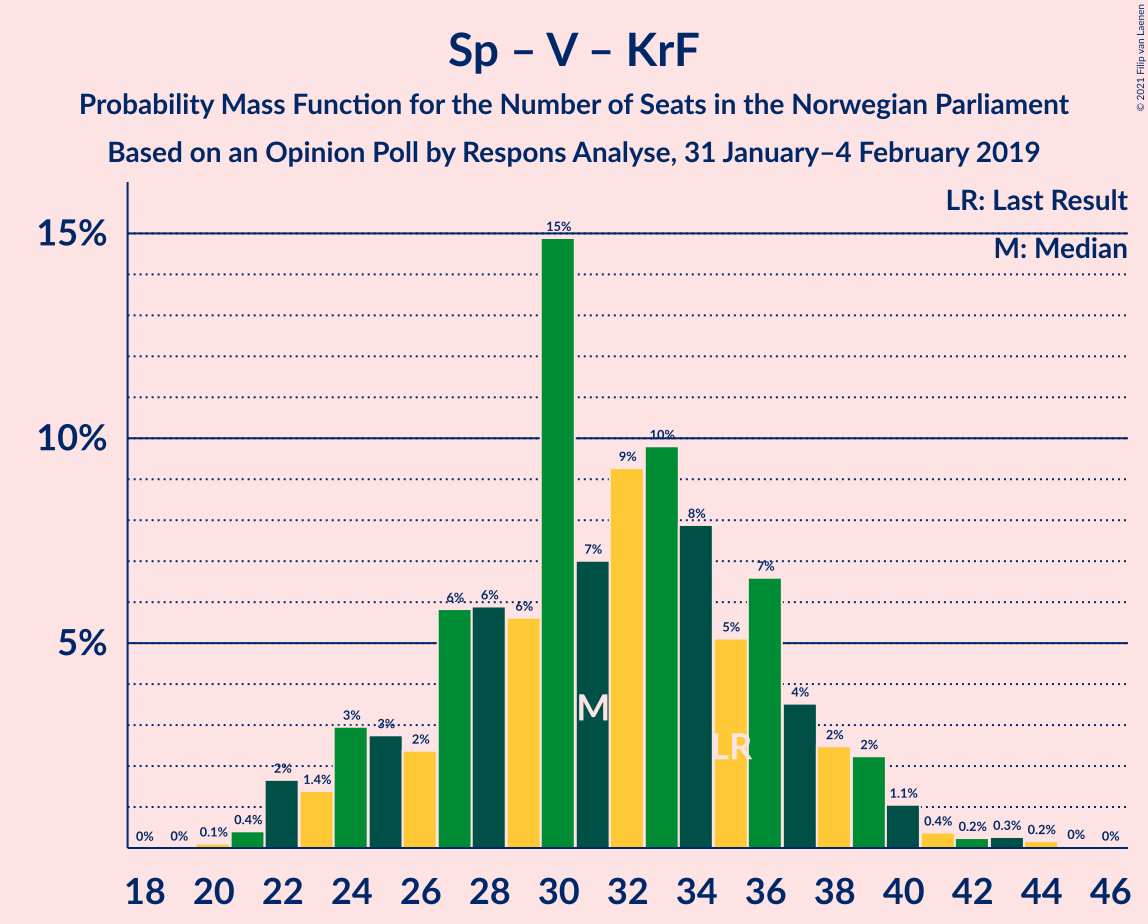 Sp – V – KrF
Probability Mass Function for the Number of Seats in the Norwegian Parliament
Based on an Opinion Poll by Respons Analyse, 31 January–4 February 2019
© 2021 Filip van Laenen
LR: Last Result
M: Median
15%
10%
5%
0% 0% 0.1% 0.4% 2% 1.4% 3% 3% 2% 6% 6% 6% 15% 7% 9% 10% 8% 5% 7% 4% 2% 2% 1.1% 0.4% 0.2% 0.3% 0.2% 0% 0%
M
LR
18 20 22 24 26 28 30 32 34 36 38 40 42 44 46